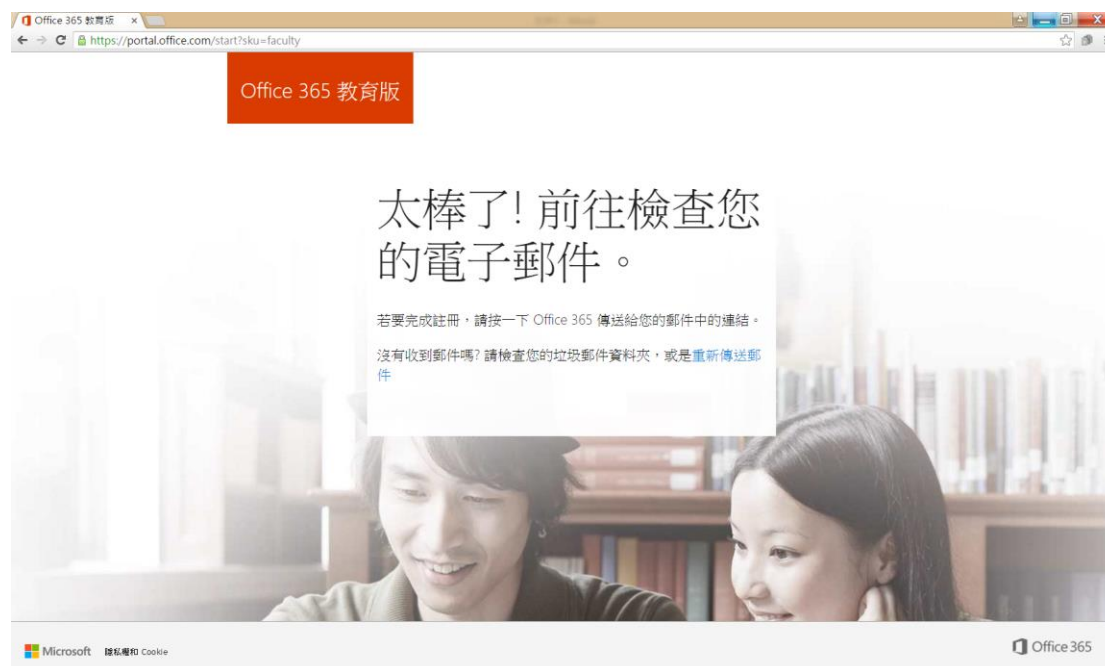 Office 365 教育版
https://portal.office.com/start?sku=faculty
Office 365 教育版
太棒了! 前往檢查您
的電子郵件。
若要完成註冊，請按一下 Office 365 傳送給您的郵件中的連結。
沒有收到郵件嗎? 請檢查您的垃圾郵件資料夾，或是重新傳送郵
件
Microsoft 隱私權和 Cookie
Office 365